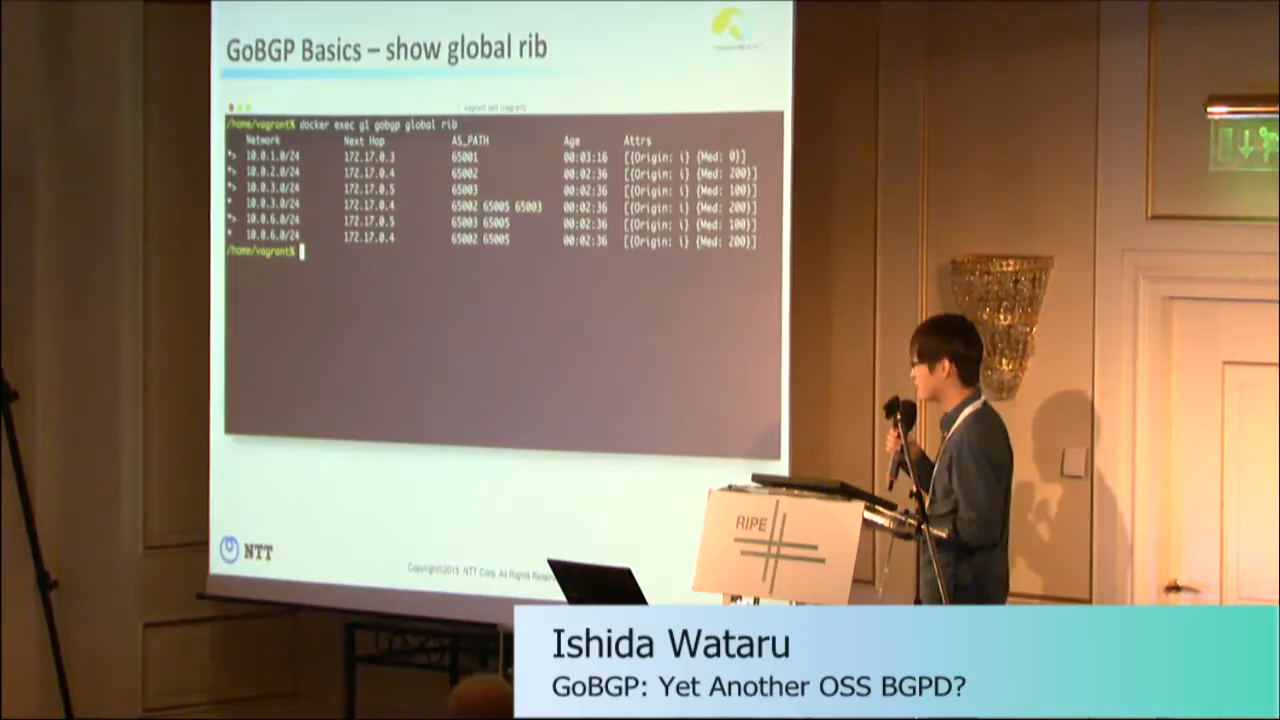 GoBGP Basics – show global rib
/home/vagrant% docker exec g1 gobgp global rib
Network Next Hop AS_PATH Age Attrs
*> 10.0.1.0/24 172.17.0.3 65001 00:03:16 [{Origin: i} {Med: 0}]
*> 10.0.2.0/24 172.17.0.4 65002 00:02:36 [{Origin: i} {Med: 200}]
*> 10.0.3.0/24 172.17.0.5 65003 00:02:36 [{Origin: i} {Med: 100}]
* 10.0.3.0/24 172.17.0.4 65002 65005 65003 00:02:36 [{Origin: i} {Med: 200}]
*> 10.0.6.0/24 172.17.0.5 65003 65005 00:02:36 [{Origin: i} {Med: 100}]
* 10.0.6.0/24 172.17.0.4 65002 65005 00:02:36 [{Origin: i} {Med: 200}]
/home/vagrant%
NTT
Copyright©2015 NTT Corp. All Rights
RIPE
Ishida Wataru
GoBGP: Yet Another OSS BGPD?